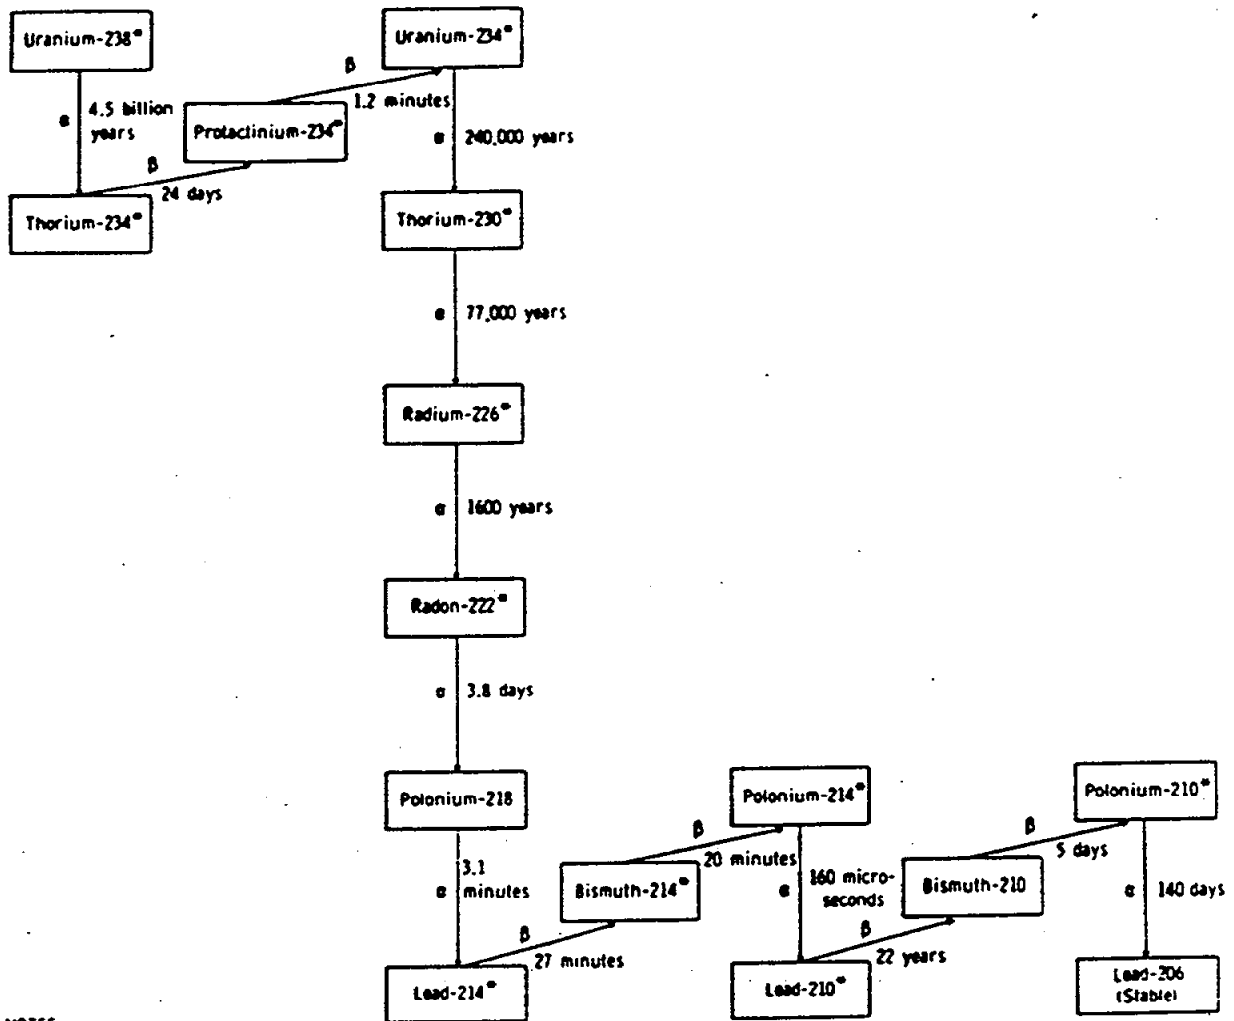 Uranium-238*
Uranium-234*
β
α
4.5 billion
years
1.2 minutes
Protactinium-234*
α
240,000 years
β
24 days
Thorium-234*
Thorium-230*
α
77,000 years
Radium-226*
α
1600 years
Radon-222*
α
3.8 days
Polonium-218
Polonium-214*
Polonium-210*
β
β
α
3.1
minutes
20 minutes
5 days
Bismuth-214*
α
160 micro-
seconds
Bismuth-210
α
140 days
β
27 minutes
β
22 years
Lead-214*
Lead-210*
Lead-206
(Stable)